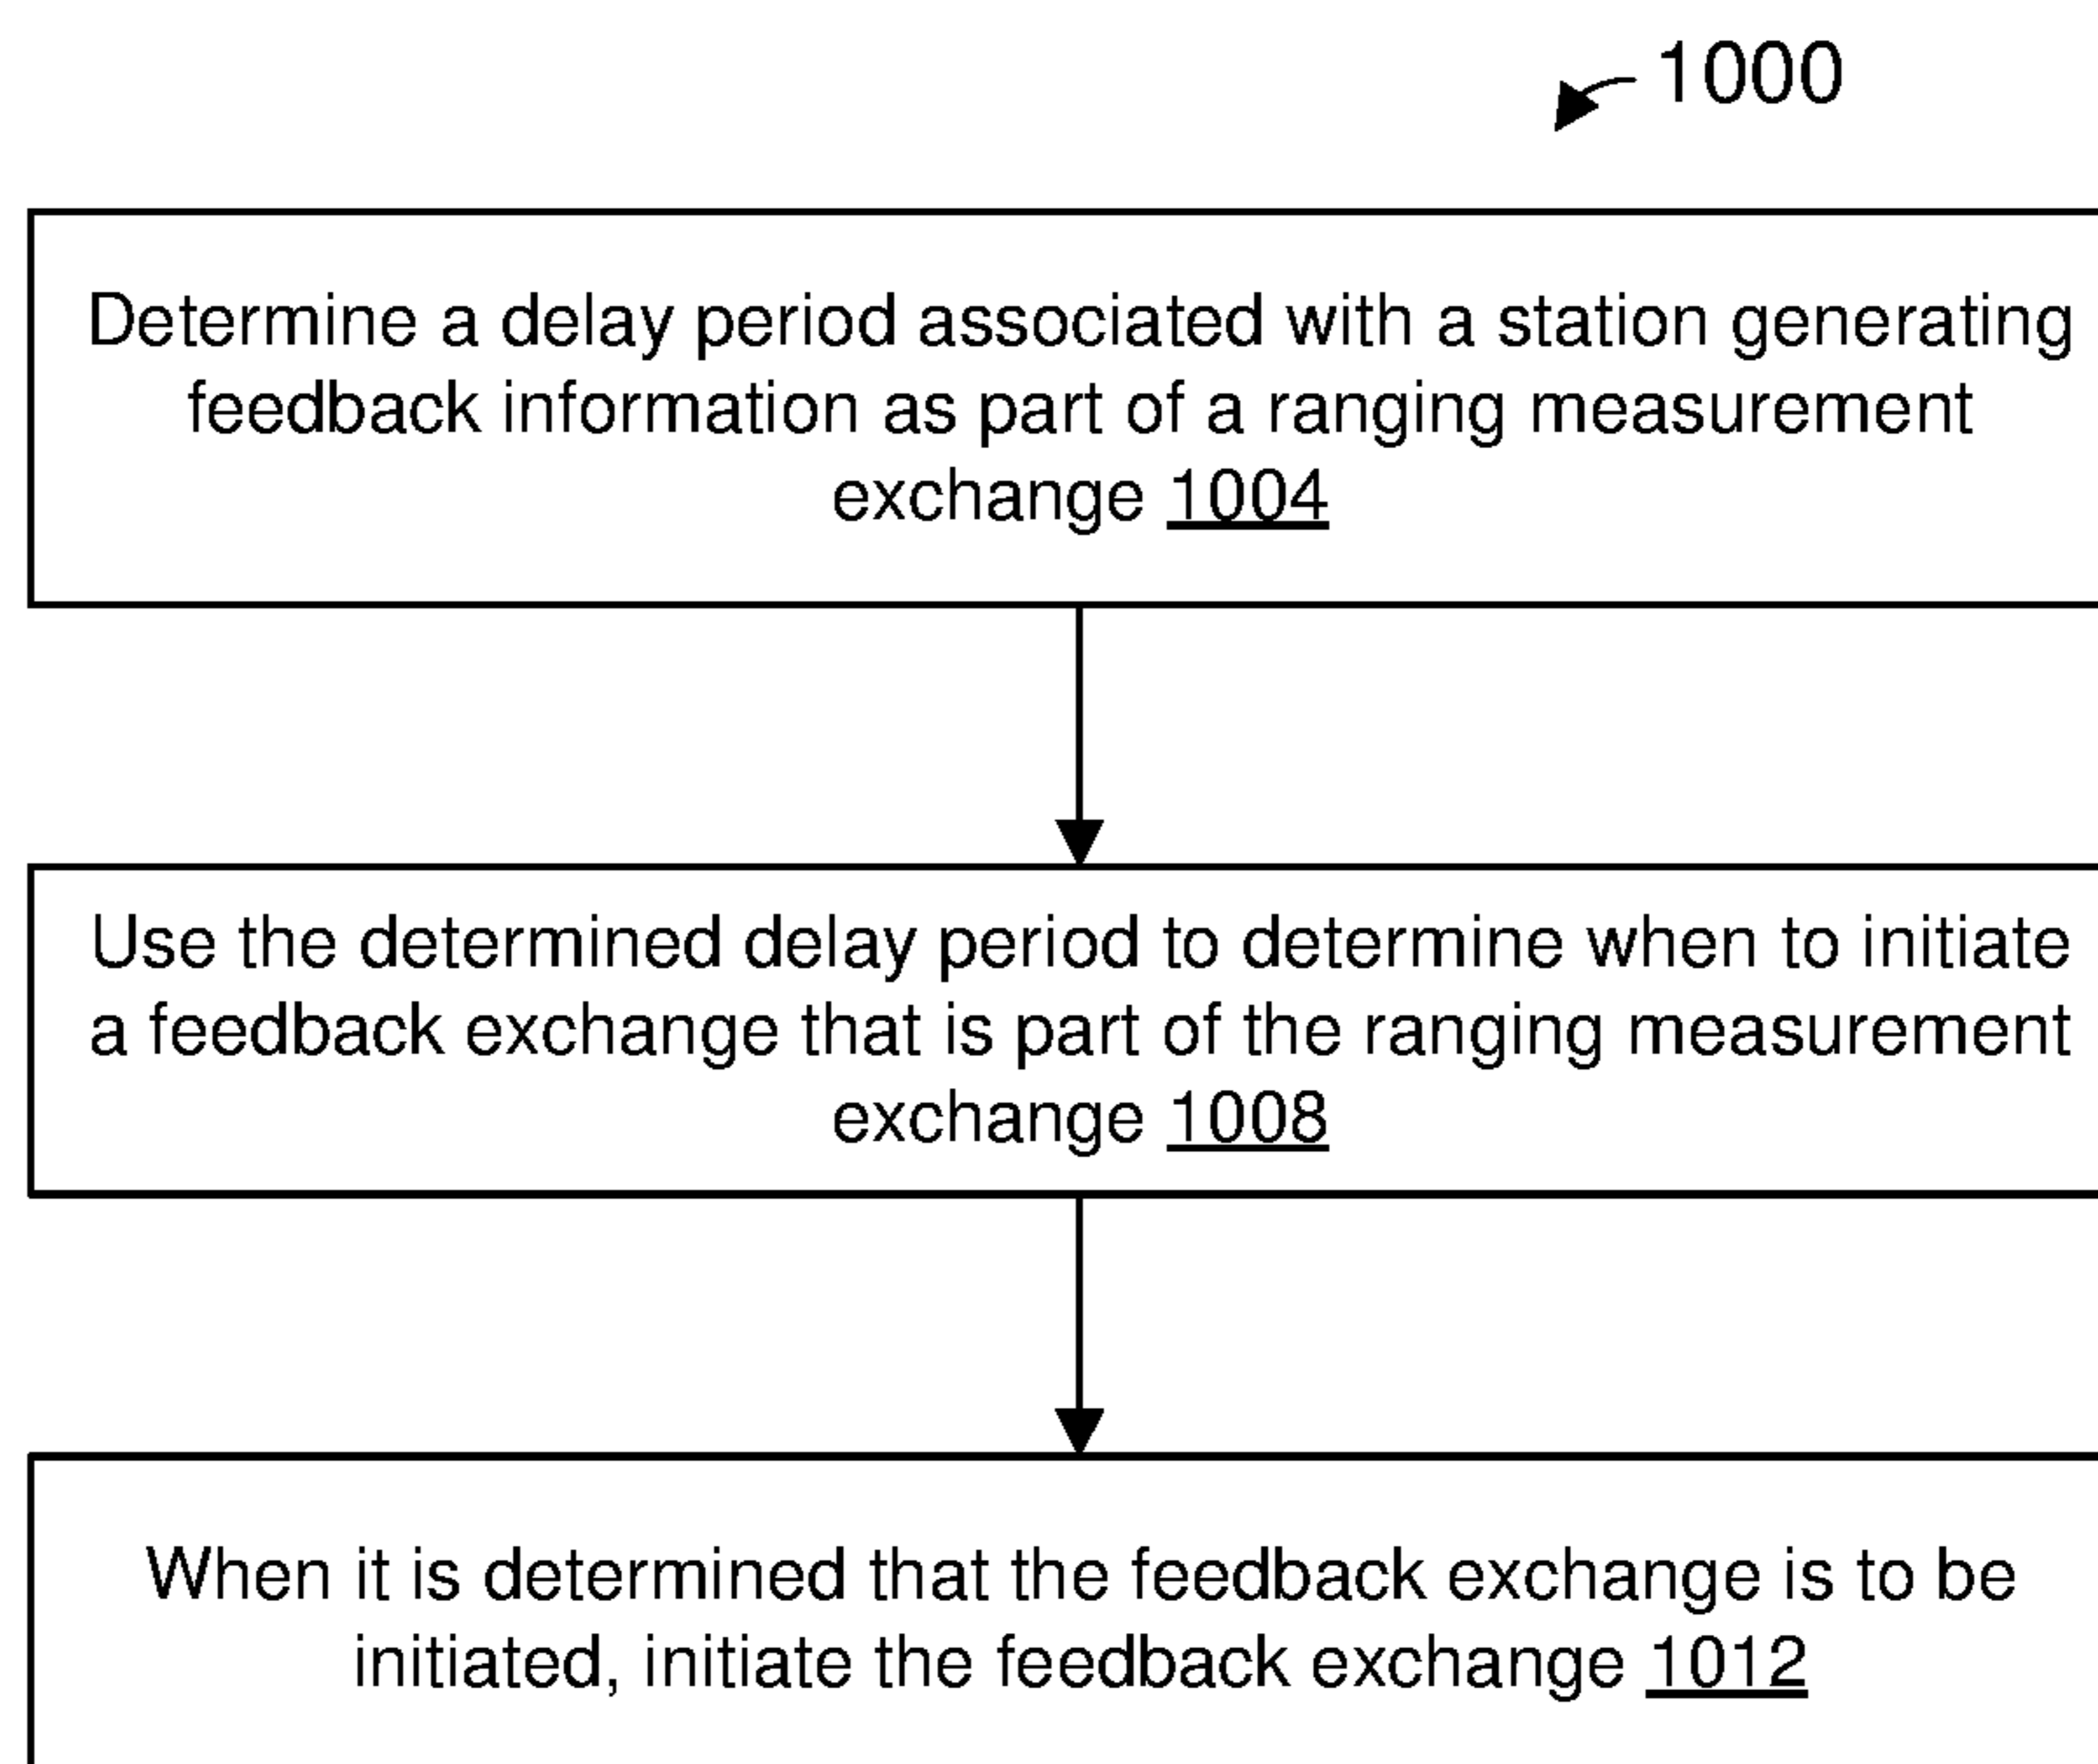 1000
Determine a delay period associated with a station generating
feedback information as part of a ranging measurement
exchange 1004
Use the determined delay period to determine when to initiate
a feedback exchange that is part of the ranging measurement
exchange 1008
When it is determined that the feedback exchange is to be
initiated, initiate the feedback exchange 1012